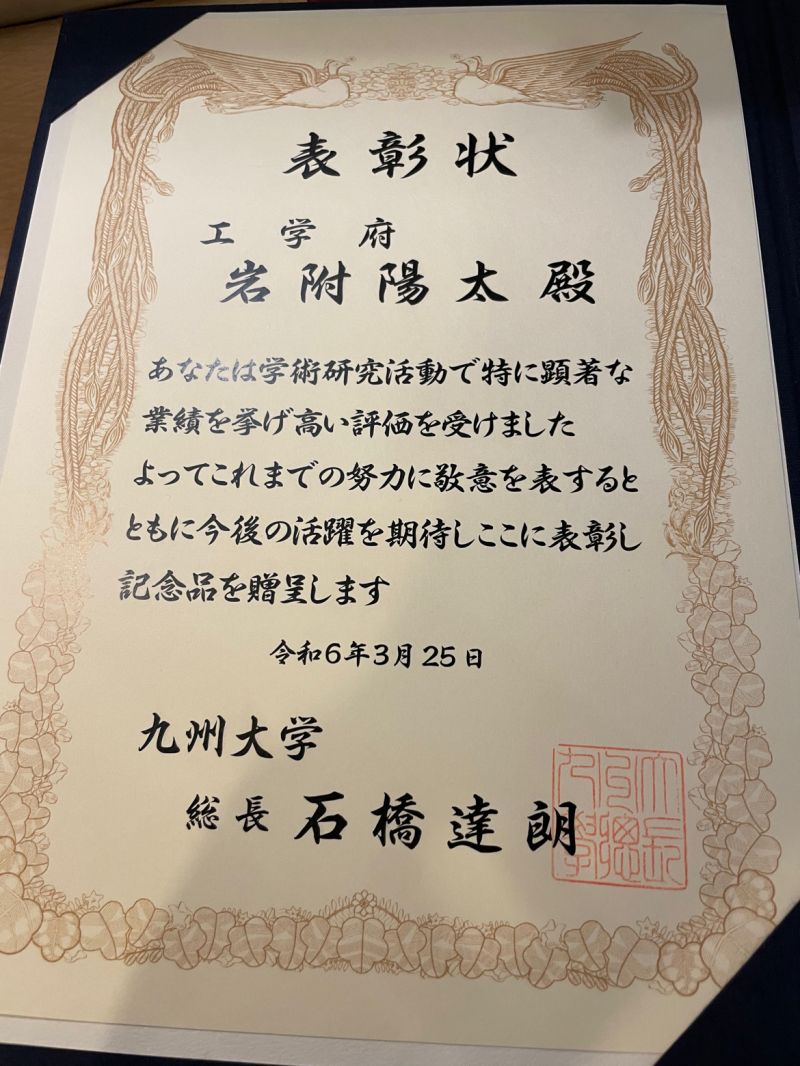 表彰状
工学府
岩附陽太殿
あなたは学術研究活動で特に顕著な
業績を挙げ高い評価を受けました
よってこれまでの努力に敬意を表すると
ともに今後の活躍を期待しここに表彰し
記念品を贈呈します
令和6年3月25日
九州大学
総長 石橋達朗